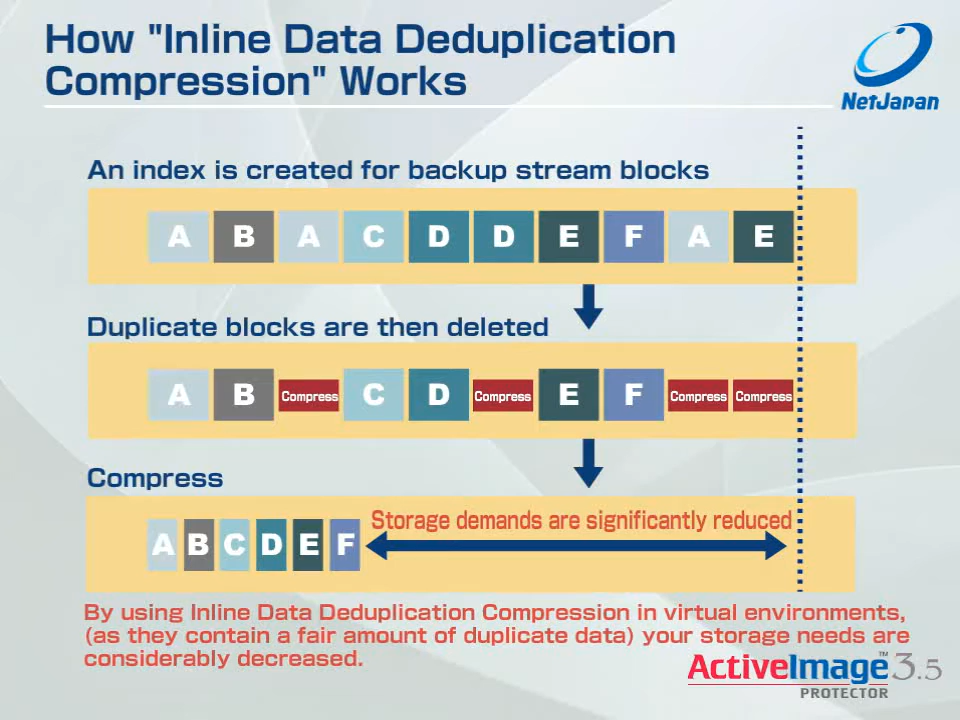 How "Inline Data Deduplication
Compression" Works
NetJapan
An index is created for backup stream blocks
A B A C D D E F A E
Duplicate blocks are then deleted
A B Compress C D Compress E F Compress Compress
Compress
Storage demands are significantly reduced
A B C D E F
By using Inline Data Deduplication Compression in virtual environments,
(as they contain a fair amount of duplicate data) your storage needs are
considerably decreased.
ActiveImage™ 3.5
PROTECTOR